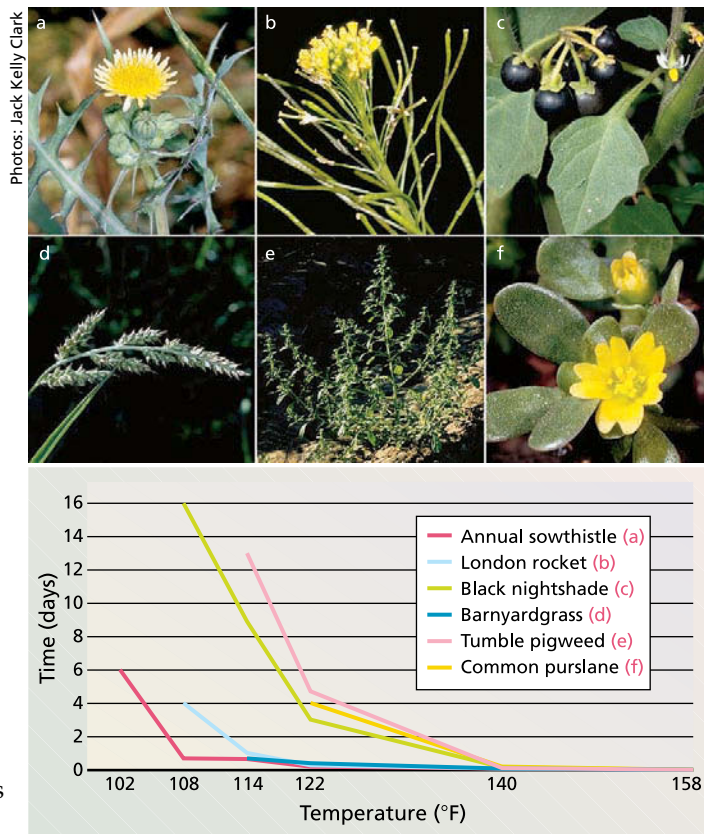 Photos: Jack Kelly Clark
a
b
c
d
e
f
16
14
12
10
8
6
4
2
0
Time (days)
Annual sowthistle (a)
London rocket (b)
Black nightshade (c)
Barnyardgrass (d)
Tumble pigweed (e)
Common purslane (f)
102 108 114 122 140 158
Temperature (°F)
s